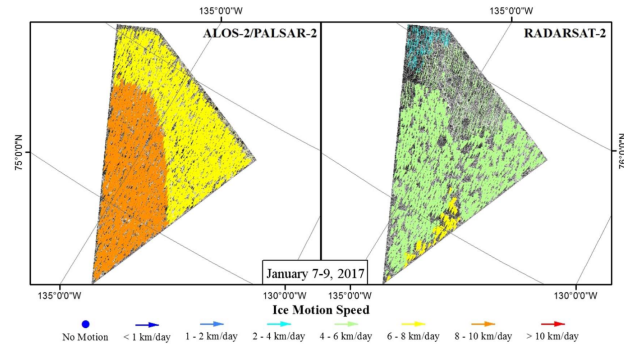 135°0'0"W
135°0'0"W
ALOS-2/PALSAR-2
RADARSAT-2
75°0'0"N
76°0'0"N
January 7-9, 2017
135°0'0"W
130°0'0"W
135°0'0"W
130°0'0"W
Ice Motion Speed
No Motion
< 1 km/day
1 - 2 km/day
2 - 4 km/day
4 - 6 km/day
6 - 8 km/day
8 - 10 km/day
> 10 km/day